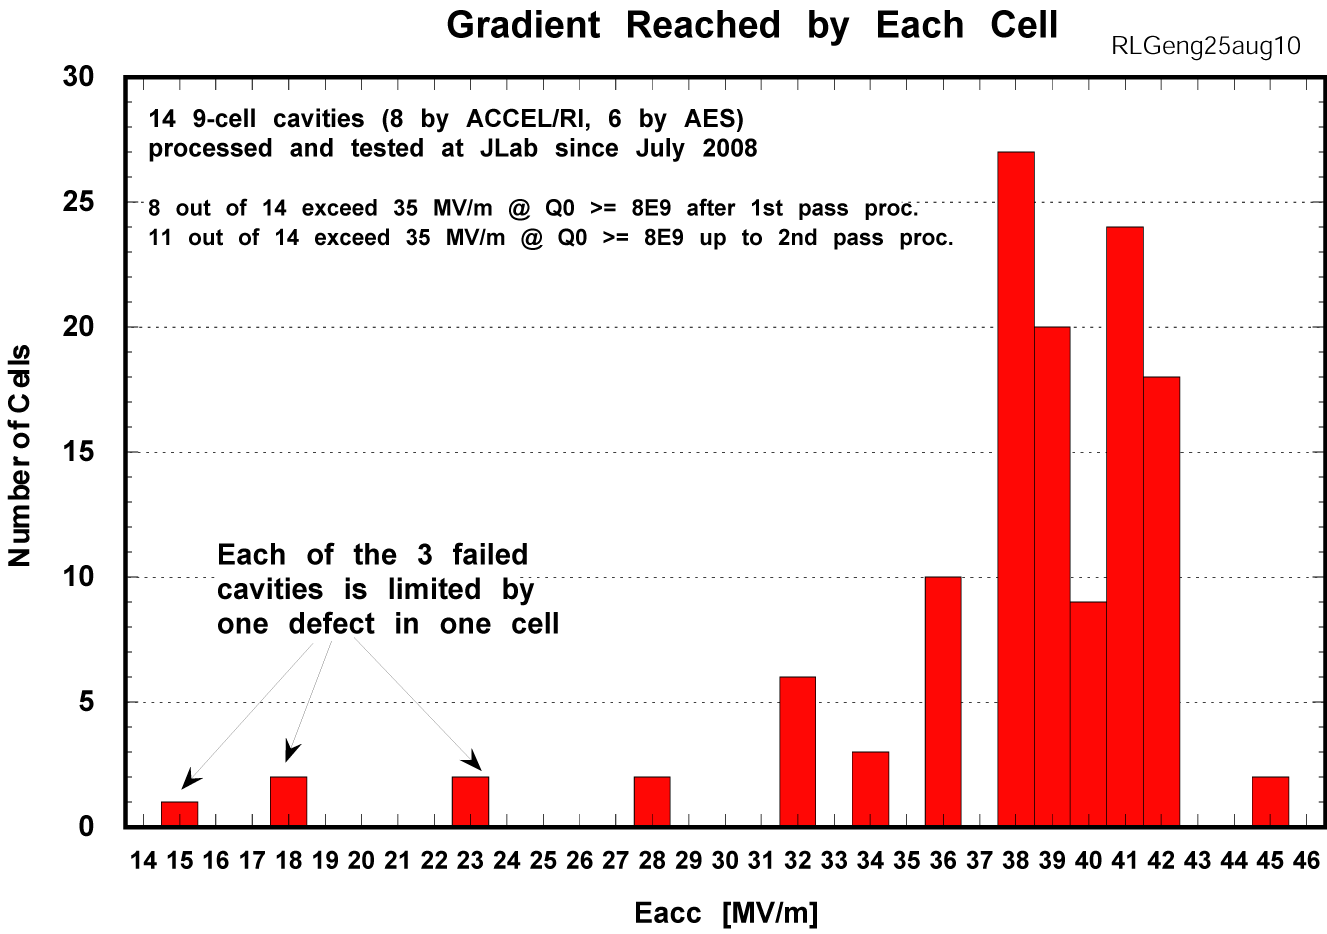 Gradient Reached by Each Cell
RLGeng25aug10
14 9-cell cavities (8 by ACCEL/RI, 6 by AES)
processed and tested at JLab since July 2008
8 out of 14 exceed 35 MV/m @ Q0 >= 8E9 after 1st pass proc.
11 out of 14 exceed 35 MV/m @ Q0 >= 8E9 up to 2nd pass proc.
Each of the 3 failed
cavities is limited by
one defect in one cell
Number of Cells
30
25
20
15
10
5
0
14 15 16 17 18 19 20 21 22 23 24 25 26 27 28 29 30 31 32 33 34 35 36 37 38 39 40 41 42 43 44 45 46
Eacc [MV/m]